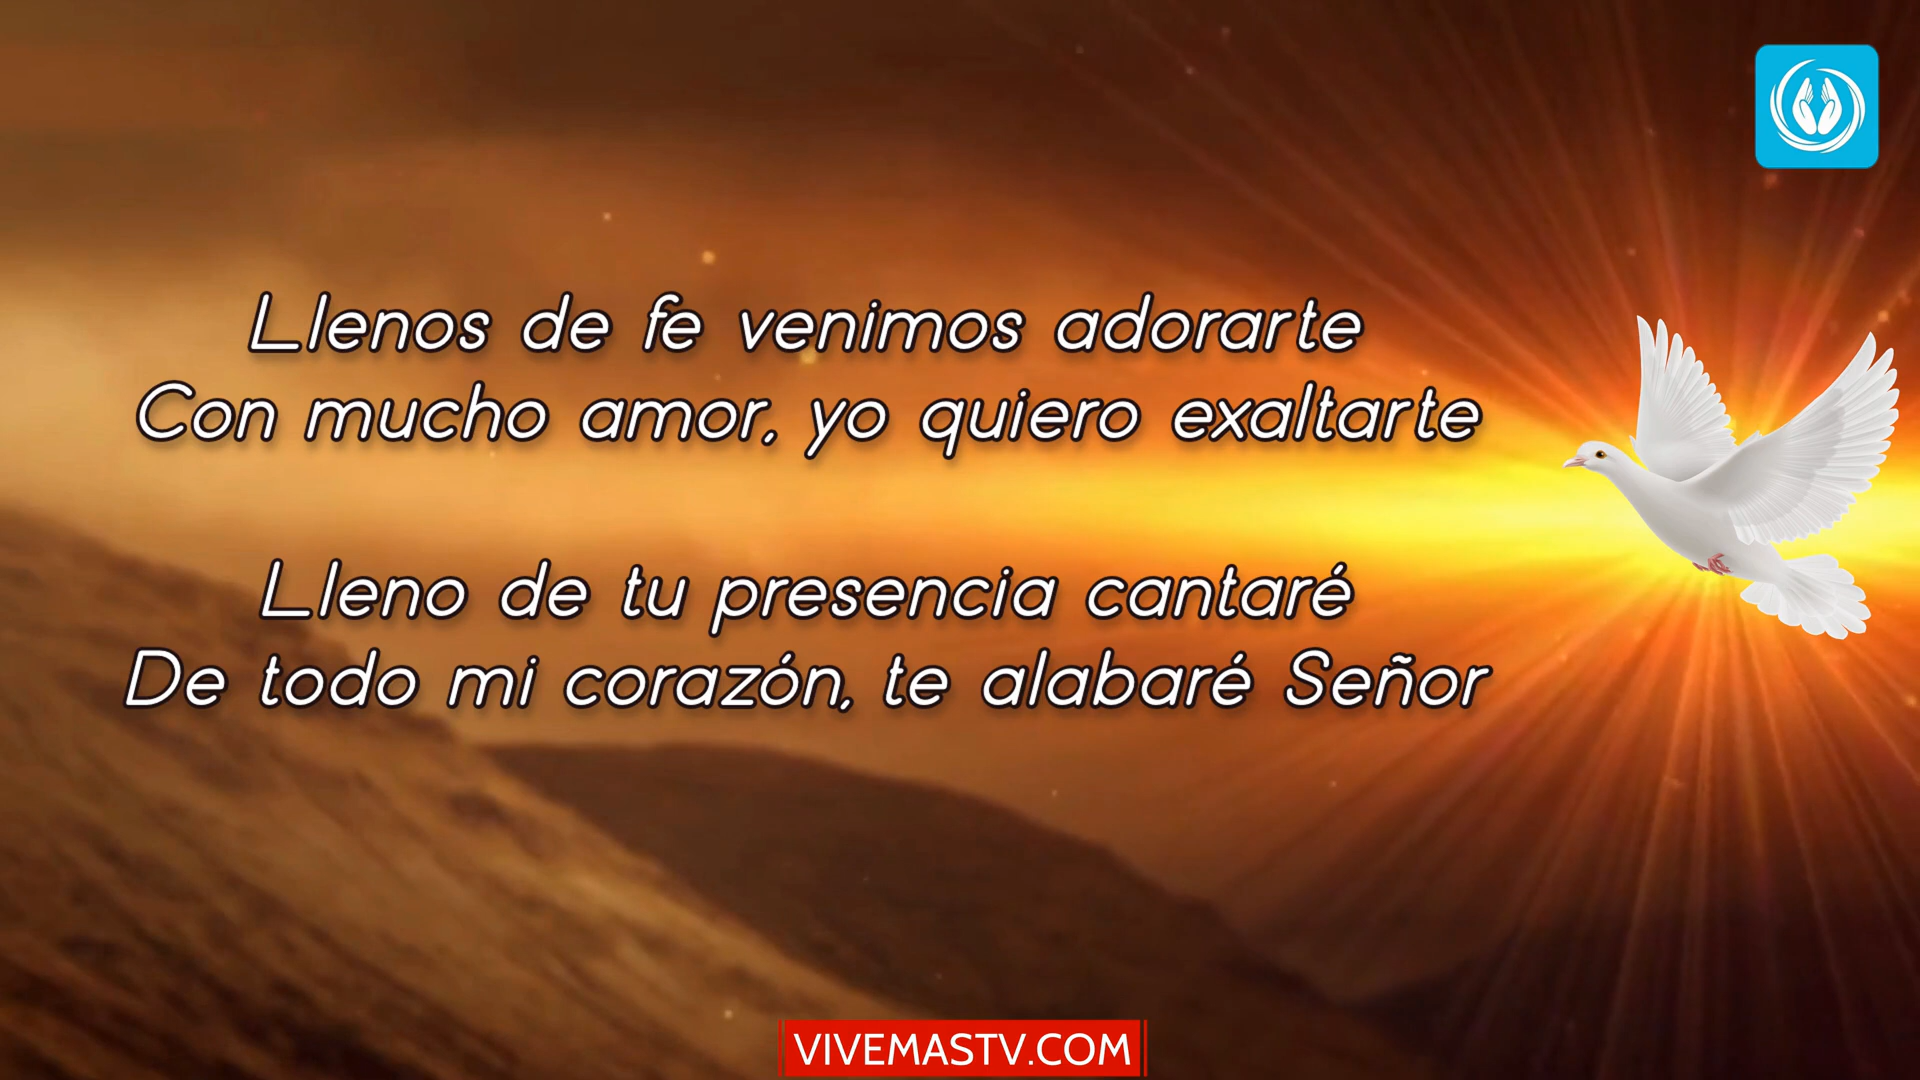 Llenos de fe venimos adorarte
Con mucho amor, yo quiero exaltarte
Lleno de tu presencia cantaré
De todo mi corazón, te alabaré Señor
VIVEMASTV.COM